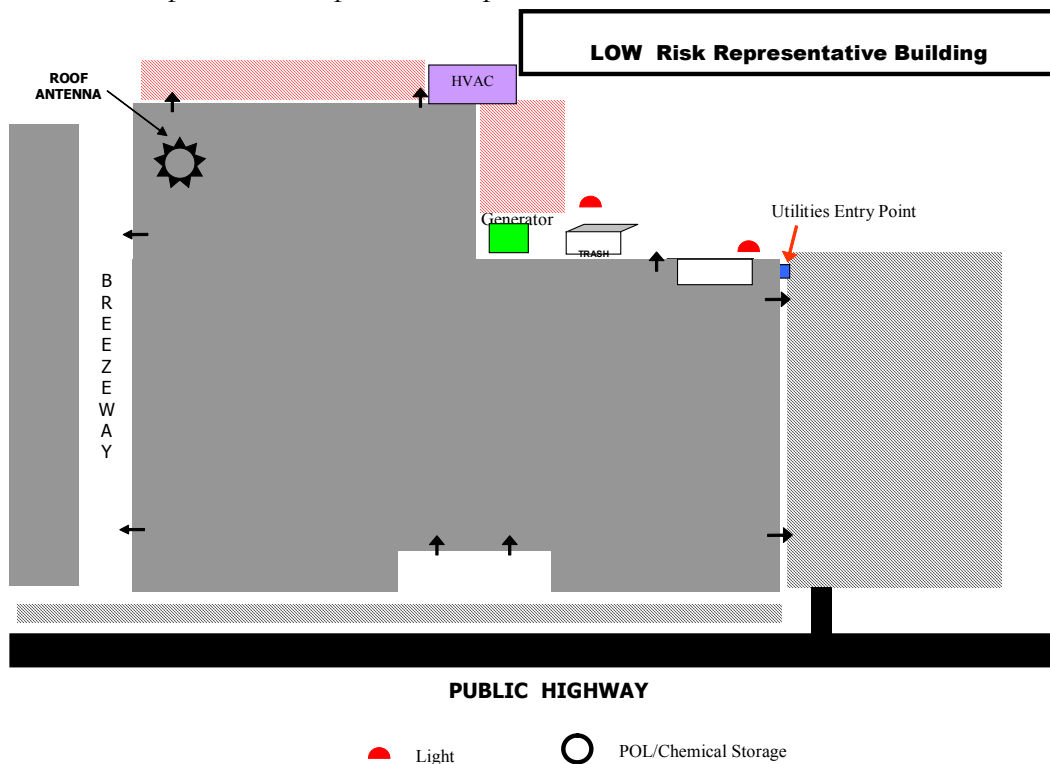 LOW Risk Representative Building
HVAC
ROOF
ANTENNA
Utilities Entry Point
Generator
TRASH
B
R
E
E
Z
E
W
A
Y
PUBLIC HIGHWAY
Light
POL/Chemical Storage